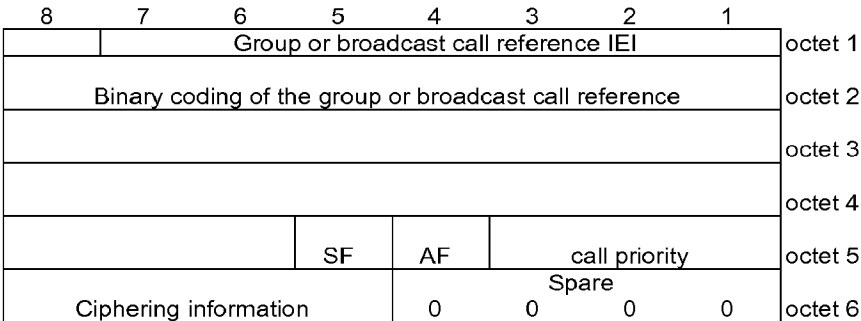 8 7 6 5 4 3 2 1
Group or broadcast call reference IEI octet 1
Binary coding of the group or broadcast call reference octet 2
octet 3
octet 4
SF AF call priority octet 5
Spare
Ciphering information 0 0 0 0 octet 6